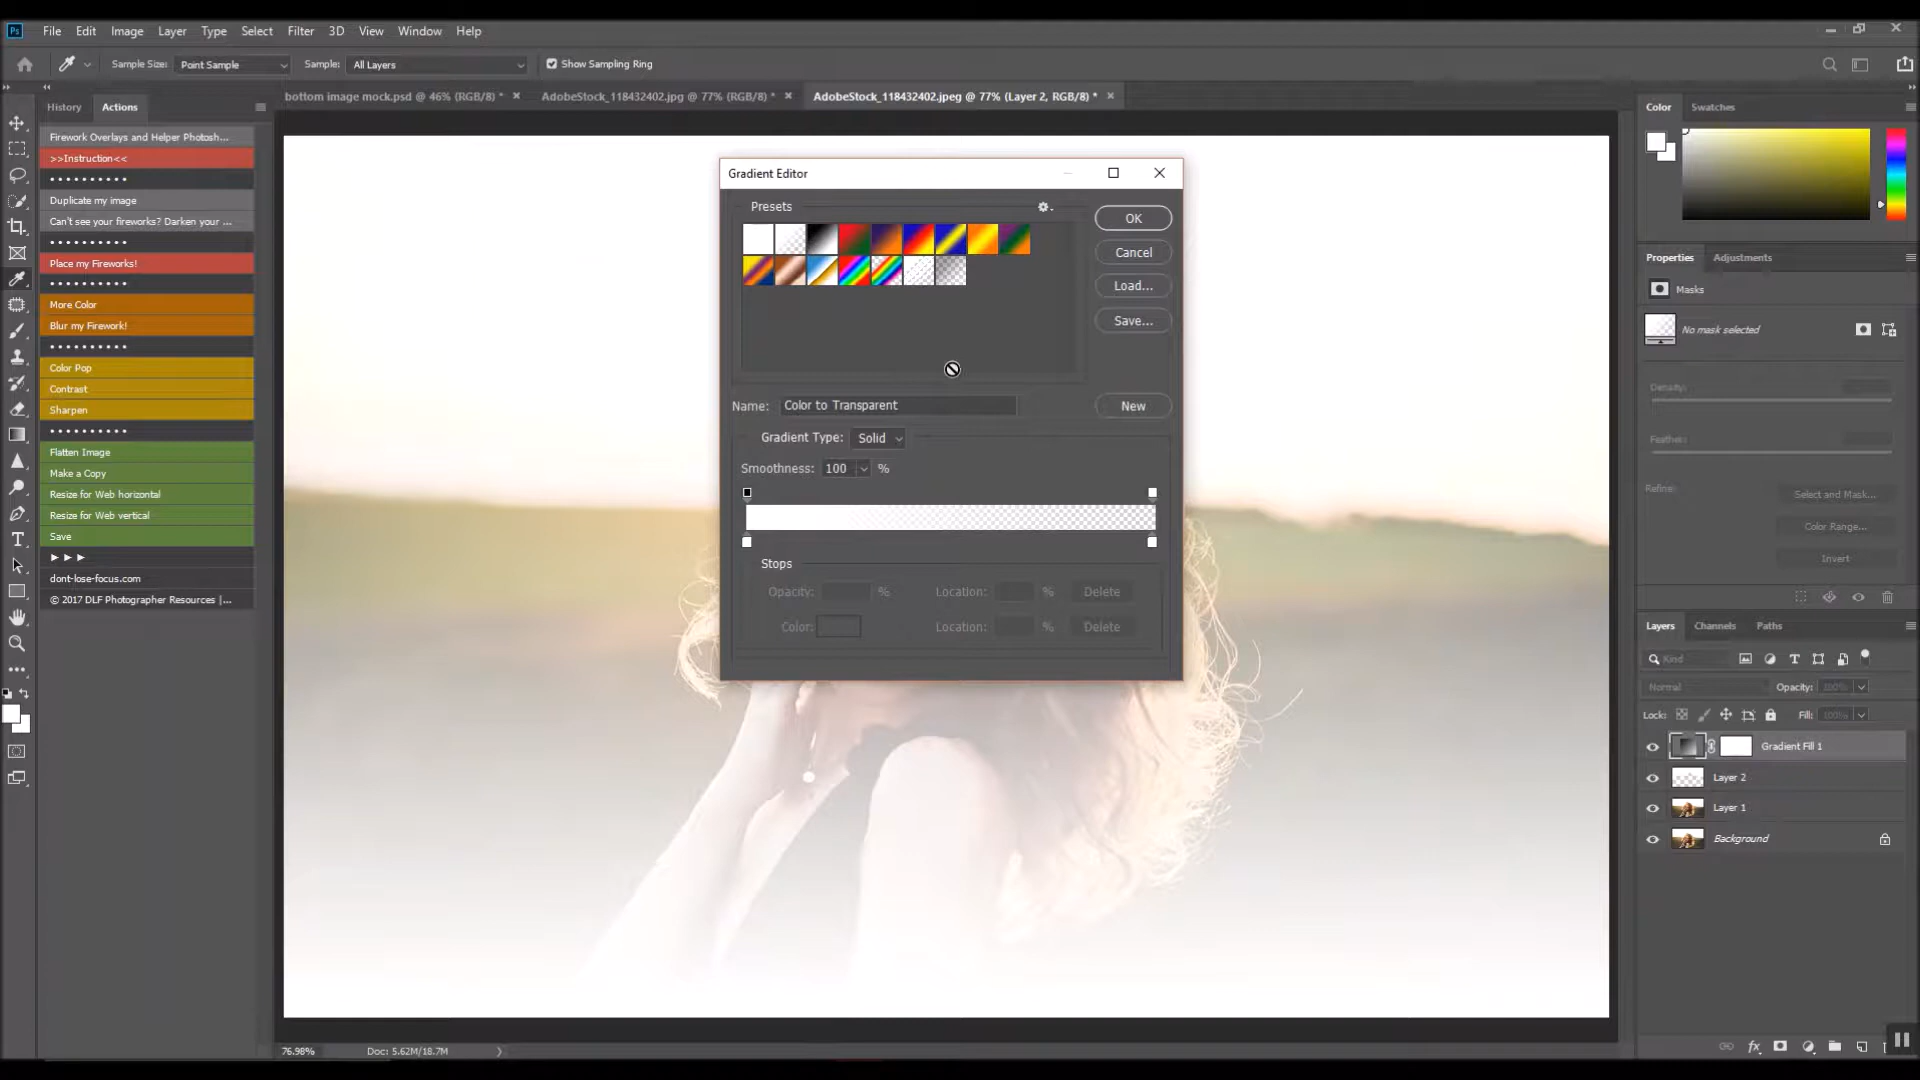 Ps File Edit Image Layer Type Select Filter 3D View Window Help
Sample Size: Point Sample Sample: All Layers Show Sampling Ring
History Actions
bottom image mock.psd @ 46% (RGB/8) * AdobeStock_118432402.jpg @ 77% (RGB/8) * AdobeStock_118432402.jpeg @ 77% (Layer 2, RGB/8) *
Firework Overlays and Helper Photosh...
>>Instruction<<
• • • • • • • • • •
Duplicate my image
Can't see your fireworks? Darken your ...
• • • • • • • • • •
Place my Fireworks!
• • • • • • • • • •
More Color
Blur my Firework!
• • • • • • • • • •
Color Pop
Contrast
Sharpen
• • • • • • • • • •
Flatten Image
Make a Copy
Resize for Web horizontal
Resize for Web vertical
Save
► ► ►
dont-lose-focus.com
© 2017 DLF Photographer Resources |...
Gradient Editor
Presets
OK
Cancel
Load...
Save...
Name: Color to Transparent New
Gradient Type: Solid
Smoothness: 100 %
Stops
Opacity: % Location: % Delete
Color: Location: % Delete
Color Swatches
Properties Adjustments
Masks
No mask selected
Density:
Feather:
Refine: Select and Mask...
Color Range...
Invert
Layers Channels Paths
Kind
Normal Opacity: 100%
Lock: Fill: 100%
Gradient Fill 1
Layer 2
Layer 1
Background
76.98% Doc: 5.62M/18.7M